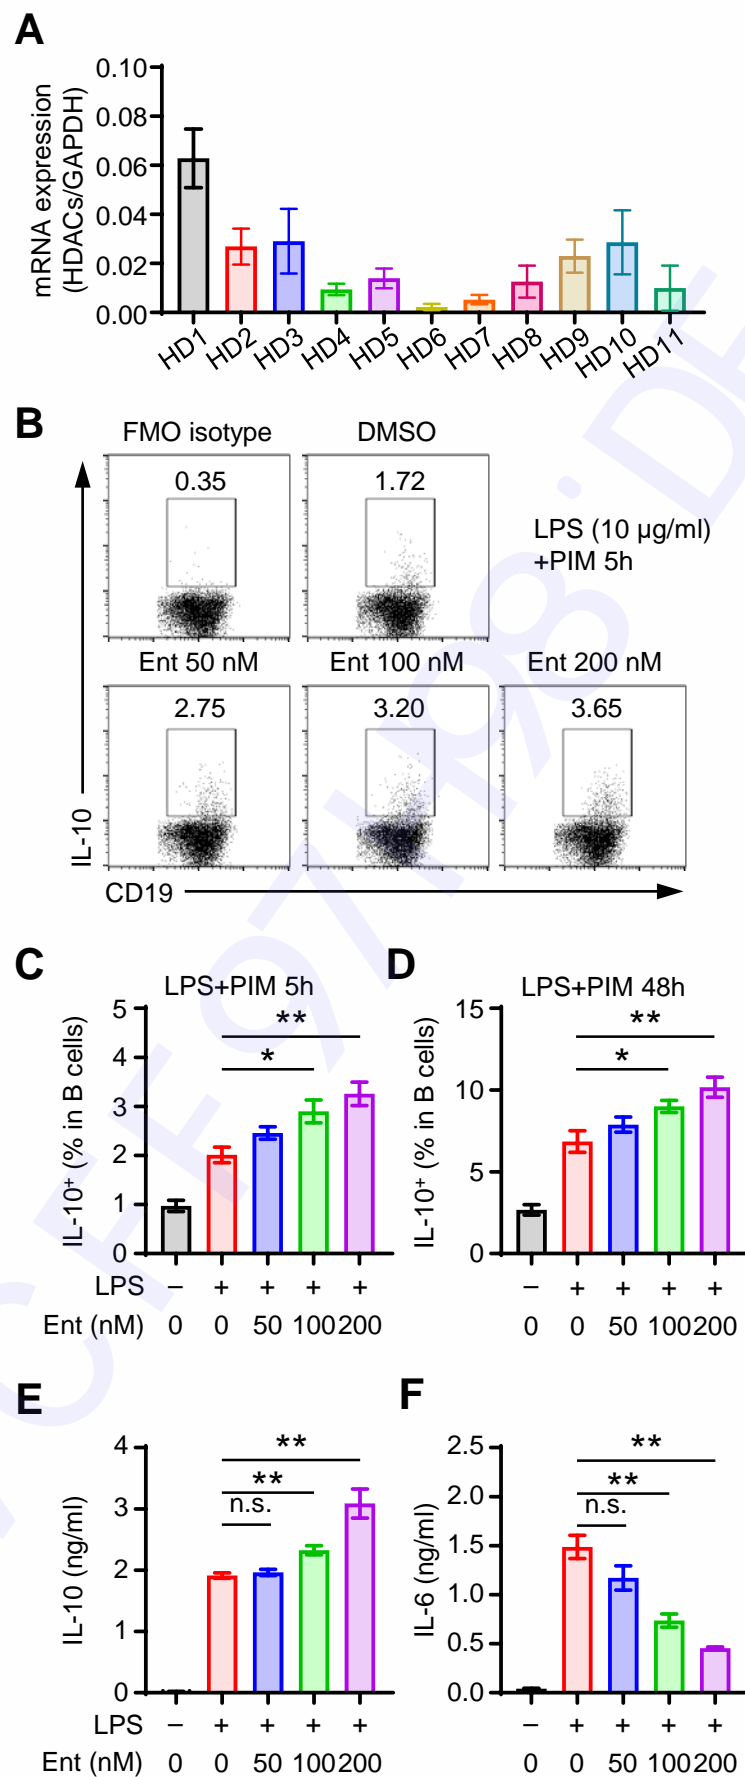 A
mRNA expression
(HDACs/GAPDH)
0.10
0.08
0.06
0.04
0.02
0.00
HD1 HD2 HD3 HD4 HD5 HD6 HD7 HD8 HD9 HD10 HD11
B
FMO isotype DMSO
0.35 1.72
LPS (10 µg/ml)
+PIM 5h
Ent 50 nM Ent 100 nM Ent 200 nM
2.75 3.20 3.65
IL-10
CD19
C
LPS+PIM 5h
IL-10⁺ (% in B cells)
5
4
3
2
1
0
**
*
LPS − + + + +
Ent (nM) 0 0 50 100 200
D
LPS+PIM 48h
IL-10⁺ (% in B cells)
15
10
5
0
**
*
− + + + +
0 0 50 100 200
E
IL-10 (ng/ml)
4
3
2
1
0
**
**
n.s.
LPS − + + + +
Ent (nM) 0 0 50 100 200
F
IL-6 (ng/ml)
2.5
2.0
1.5
1.0
0.5
0.0
**
**
n.s.
− + + + +
0 0 50 100 200